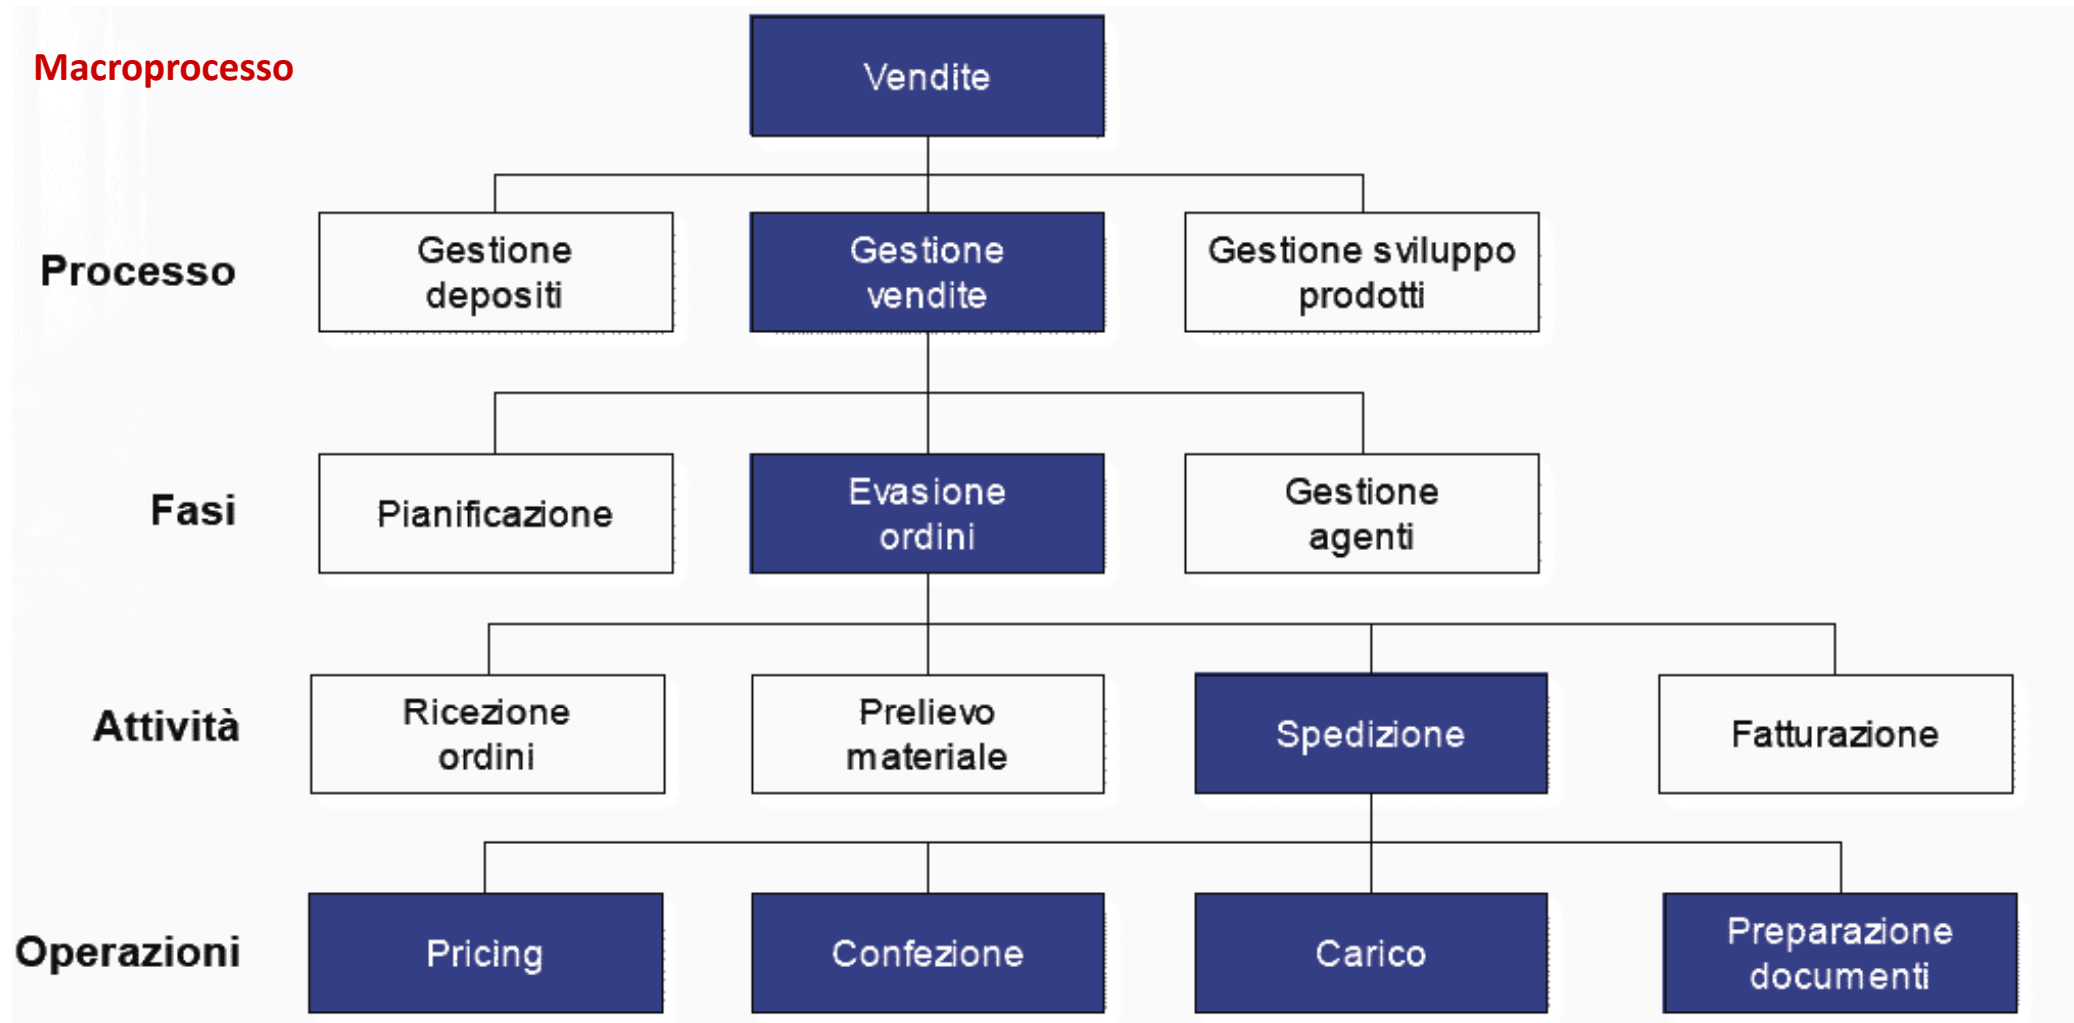 Macroprocesso
Vendite
Processo
Gestione
depositi
Gestione
vendite
Gestione sviluppo
prodotti
Fasi
Pianificazione
Evasione
ordini
Gestione
agenti
Attività
Ricezione
ordini
Prelievo
materiale
Spedizione
Fatturazione
Operazioni
Pricing
Confezione
Carico
Preparazione
documenti